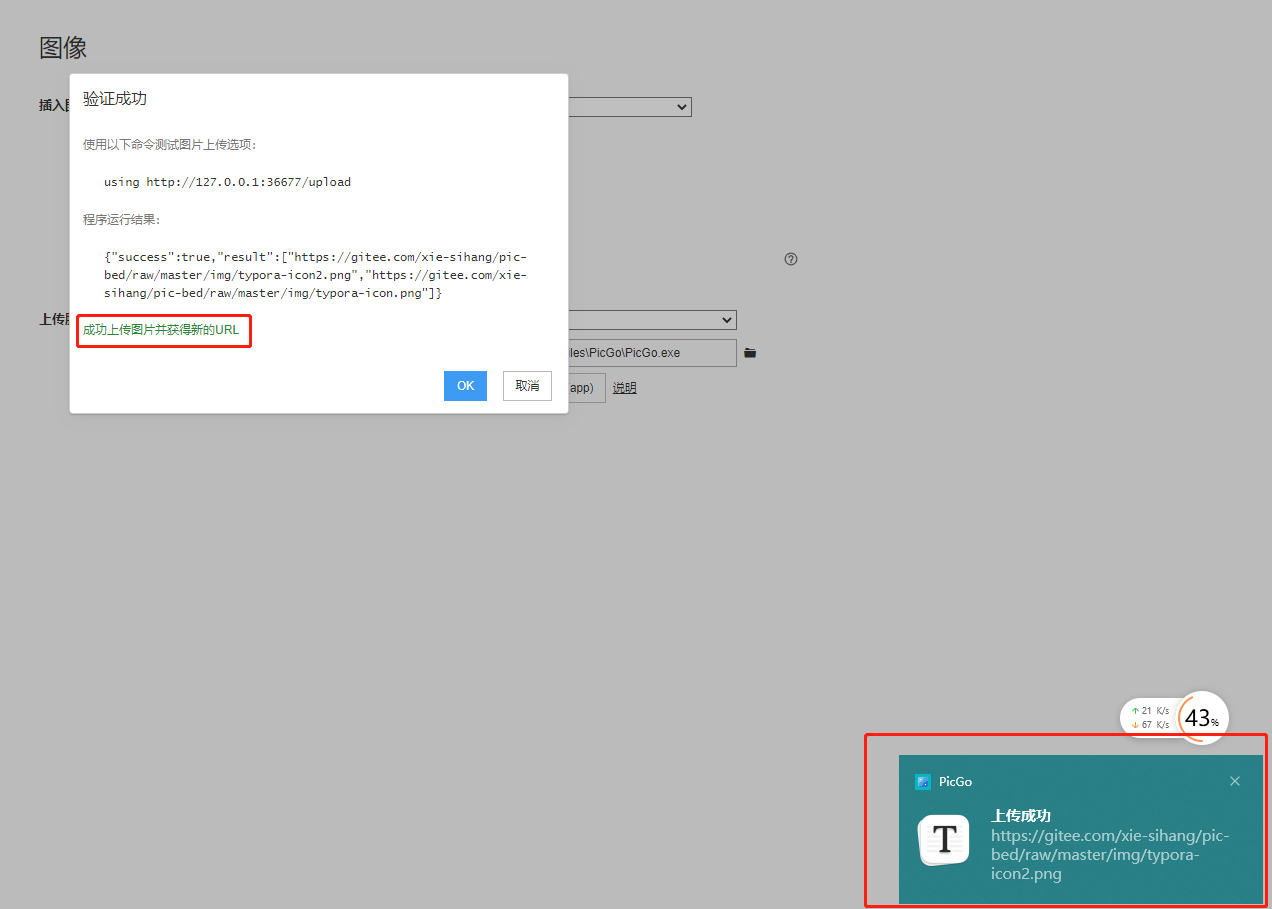 图像
插入
验证成功
使用以下命令测试图片上传选项:
using http://127.0.0.1:36677/upload
程序运行结果:
{"success":true,"result":["https://gitee.com/xie-sihang/pic-
bed/raw/master/img/typora-icon2.png","https://gitee.com/xie-
sihang/pic-bed/raw/master/img/typora-icon.png"]}
上传
成功上传图片并获得新的URL
iles\PicGo\PicGo.exe
OK
取消
app)
说明
21 K/s
67 K/s
43%
PicGo
T
上传成功
https://gitee.com/xie-sihang/pic-
bed/raw/master/img/typora-
icon2.png